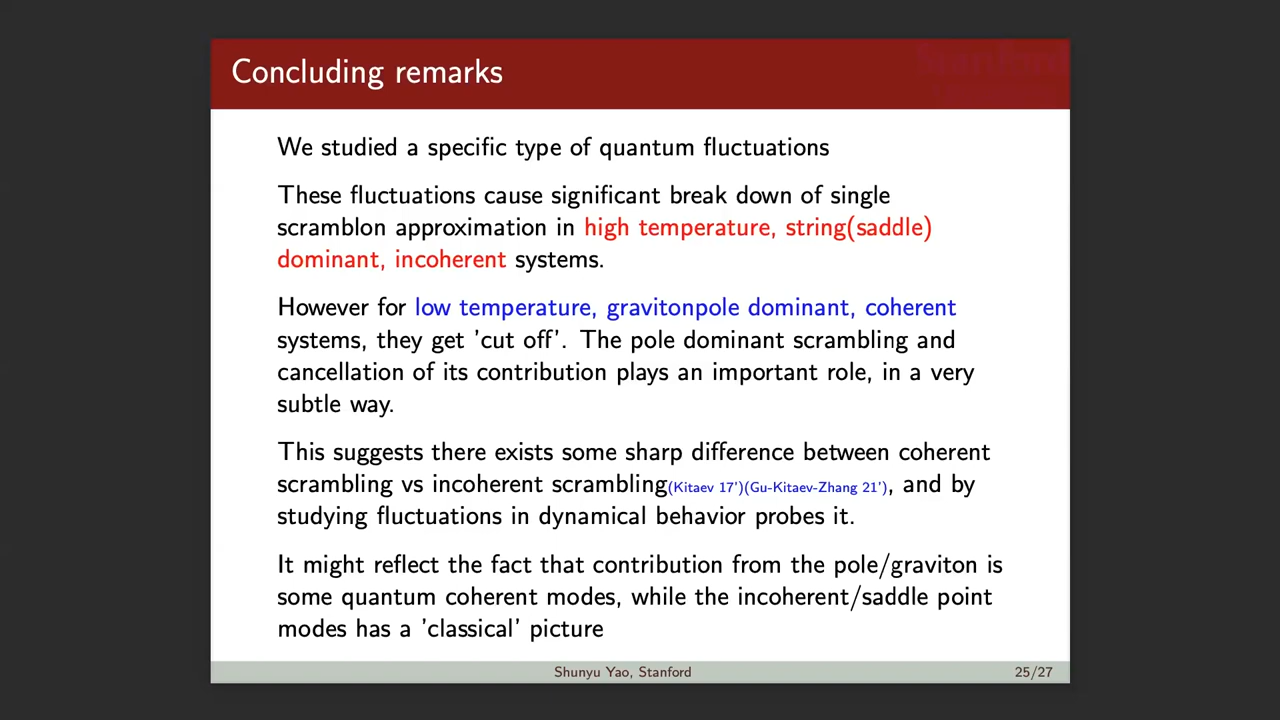 Concluding remarks
We studied a specific type of quantum fluctuations
These fluctuations cause significant break down of single
scramblon approximation in high temperature, string(saddle)
dominant, incoherent systems.
However for low temperature, gravitonpole dominant, coherent
systems, they get 'cut off'. The pole dominant scrambling and
cancellation of its contribution plays an important role, in a very
subtle way.
This suggests there exists some sharp difference between coherent
scrambling vs incoherent scrambling(Kitaev 17')(Gu-Kitaev-Zhang 21'), and by
studying fluctuations in dynamical behavior probes it.
It might reflect the fact that contribution from the pole/graviton is
some quantum coherent modes, while the incoherent/saddle point
modes has a 'classical' picture
Shunyu Yao, Stanford
25/27